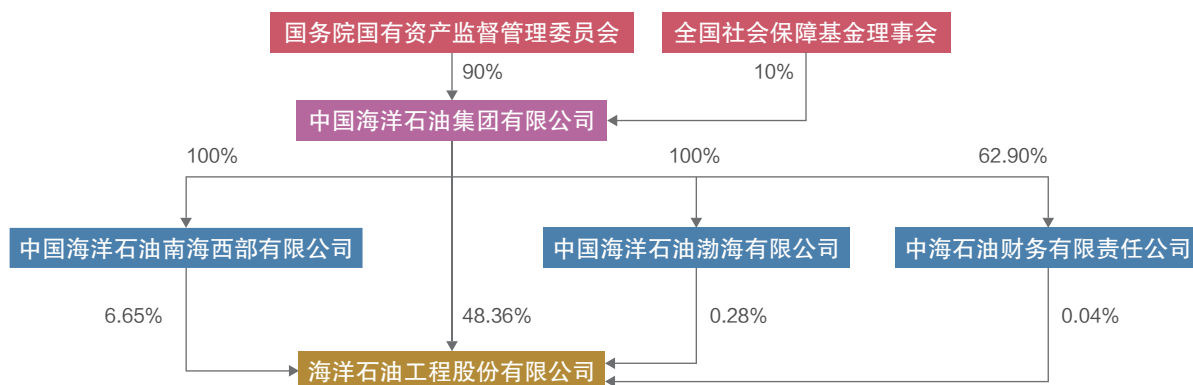 国务院国有资产监督管理委员会
全国社会保障基金理事会
90%
10%
中国海洋石油集团有限公司
100%
100%
62.90%
中国海洋石油南海西部有限公司
中国海洋石油渤海有限公司
中海石油财务有限责任公司
6.65%
48.36%
0.28%
0.04%
海洋石油工程股份有限公司